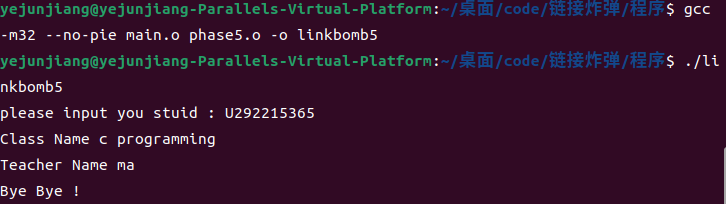 yejunjiang@yejunjiang-Parallels-Virtual-Platform:~/桌面/code/链接炸弹/程序$ gcc
-m32 --no-pie main.o phase5.o -o linkbomb5
yejunjiang@yejunjiang-Parallels-Virtual-Platform:~/桌面/code/链接炸弹/程序$ ./li
nkbomb5
please input you stuid : U292215365
Class Name c programming
Teacher Name ma
Bye Bye !